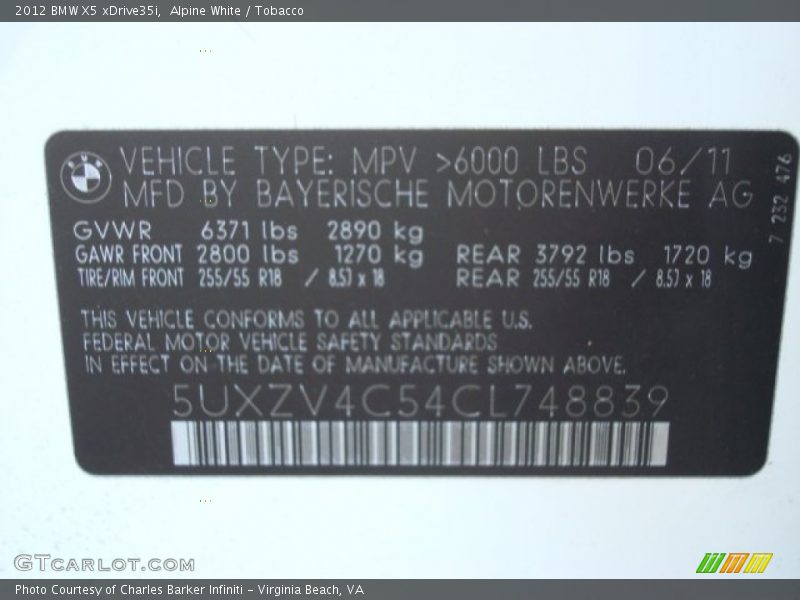 2012 BMW X5 xDrive35i,  Alpine White / Tobacco
BMW
VEHICLE TYPE: MPV >6000 LBS 06/11
MFD BY BAYERISCHE MOTORENWERKE AG
7 232 476
GVWR 6371 lbs 2890 kg
GAWR FRONT 2800 lbs 1270 kg REAR 3792 lbs 1720 kg
TIRE/RIM FRONT 255/55 R18 / 8.5J x 18 REAR 255/55 R18 / 8.5J x 18
THIS VEHICLE CONFORMS TO ALL APPLICABLE U.S.
FEDERAL MOTOR VEHICLE SAFETY STANDARDS
IN EFFECT ON THE DATE OF MANUFACTURE SHOWN ABOVE.
5UXZV4C54CL748839
GTCARLOT.COM
Photo Courtesy of Charles Barker Infiniti - Virginia Beach, VA